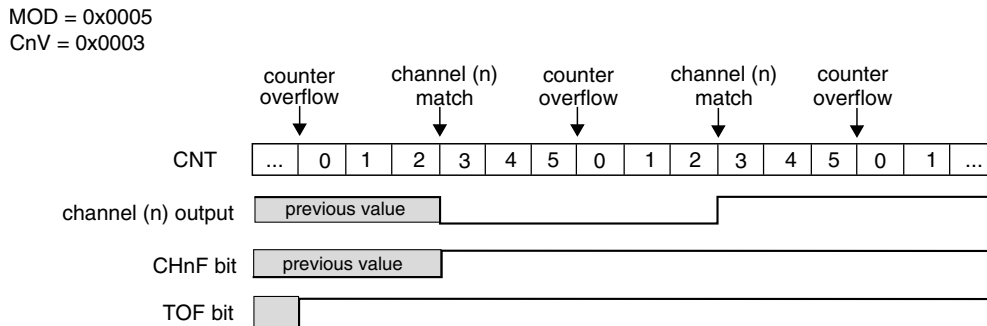 MOD = 0x0005
CnV = 0x0003
counter overflow
channel (n) match
counter overflow
channel (n) match
counter overflow
CNT ... 0 1 2 3 4 5 0 1 2 3 4 5 0 1 ...
channel (n) output previous value
CHnF bit previous value
TOF bit